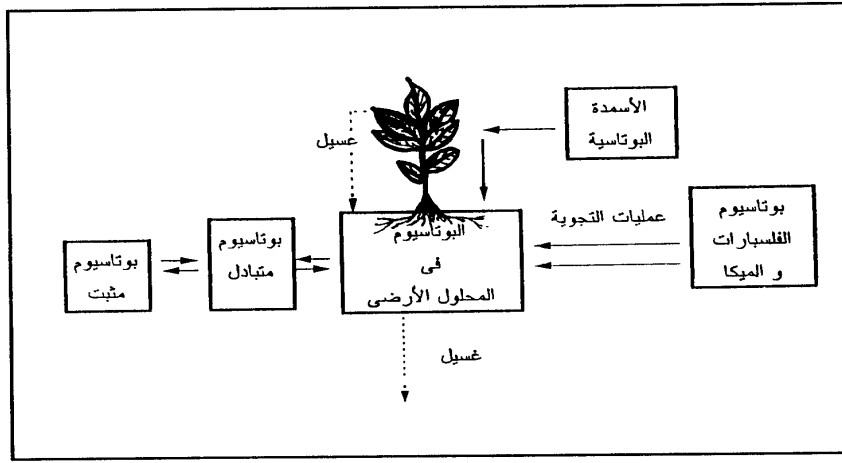 الأسمدة
البوتاسية
غسيل
بوتاسيوم
الفلسبارات
و الميكا
عمليات التجوية
البوتاسيوم
فى
المحلول الأرضى
بوتاسيوم
متبادل
بوتاسيوم
مثبت
غسيل